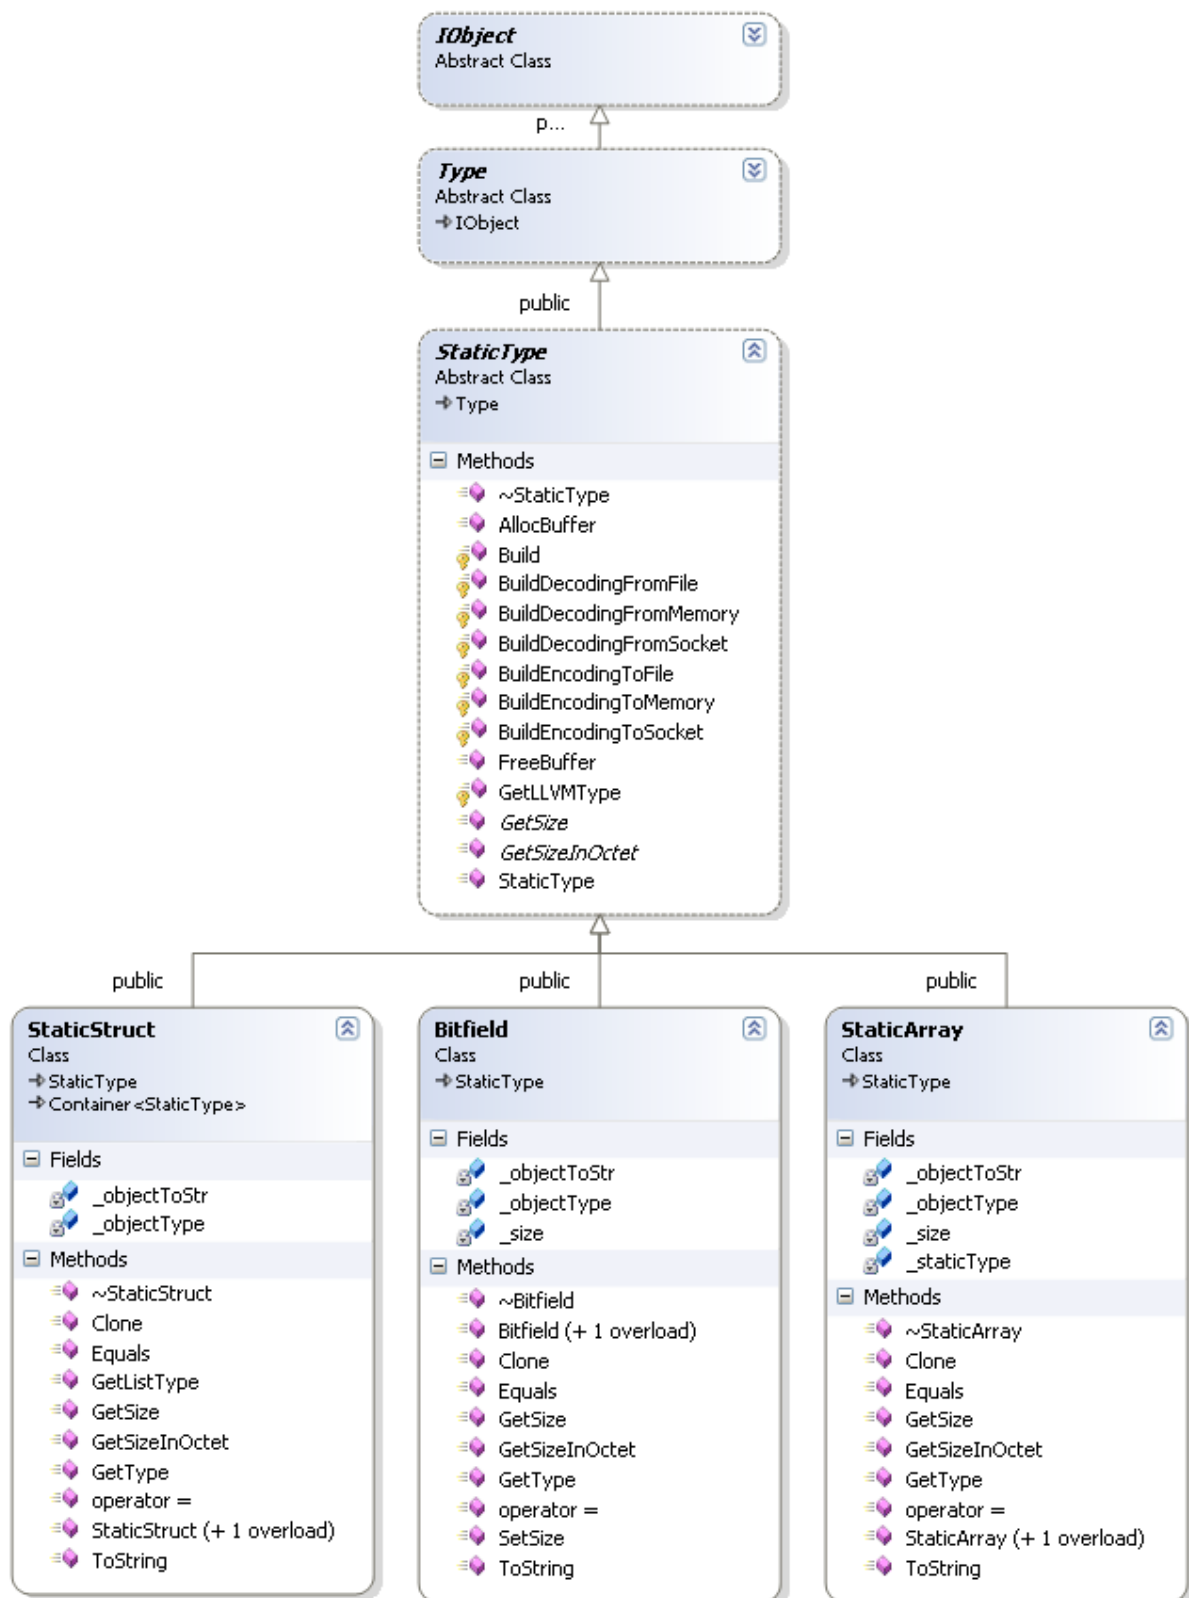 IObject
Abstract Class
p...
Type
Abstract Class
IObject
public
StaticType
Abstract Class
Type
Methods
~StaticType
AllocBuffer
Build
BuildDecodingFromFile
BuildDecodingFromMemory
BuildDecodingFromSocket
BuildEncodingToFile
BuildEncodingToMemory
BuildEncodingToSocket
FreeBuffer
GetLLVMType
GetSize
GetSizeInOctet
StaticType
public
public
public
StaticStruct
Class
StaticType
Container<StaticType>
Fields
_objectToStr
_objectType
Methods
~StaticStruct
Clone
Equals
GetListType
GetSize
GetSizeInOctet
GetType
operator =
StaticStruct (+ 1 overload)
ToString
Bitfield
Class
StaticType
Fields
_objectToStr
_objectType
_size
Methods
~Bitfield
Bitfield (+ 1 overload)
Clone
Equals
GetSize
GetSizeInOctet
GetType
operator =
SetSize
ToString
StaticArray
Class
StaticType
Fields
_objectToStr
_objectType
_size
_staticType
Methods
~StaticArray
Clone
Equals
GetSize
GetSizeInOctet
GetType
operator =
StaticArray (+ 1 overload)
ToString